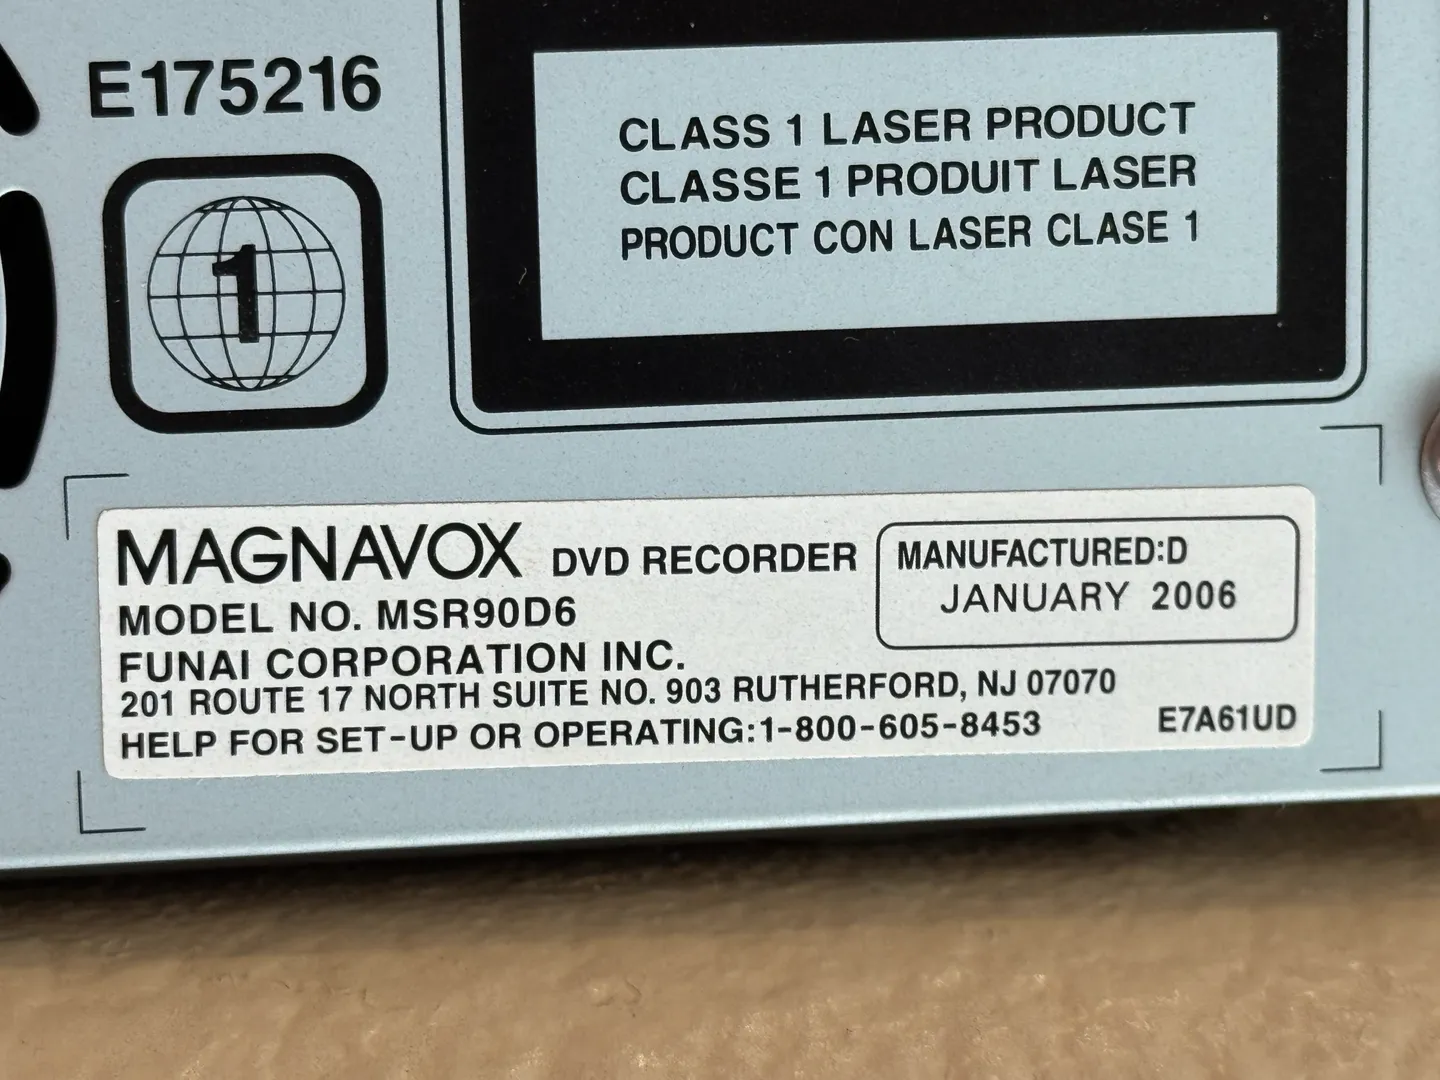 E175216
1
CLASS 1 LASER PRODUCT
CLASSE 1 PRODUIT LASER
PRODUCT CON LASER CLASE 1
MAGNAVOX DVD RECORDER
MODEL NO. MSR90D6
FUNAI CORPORATION INC.
201 ROUTE 17 NORTH SUITE NO. 903 RUTHERFORD, NJ 07070
HELP FOR SET-UP OR OPERATING:1-800-605-8453
MANUFACTURED:D
JANUARY 2006
E7A61UD